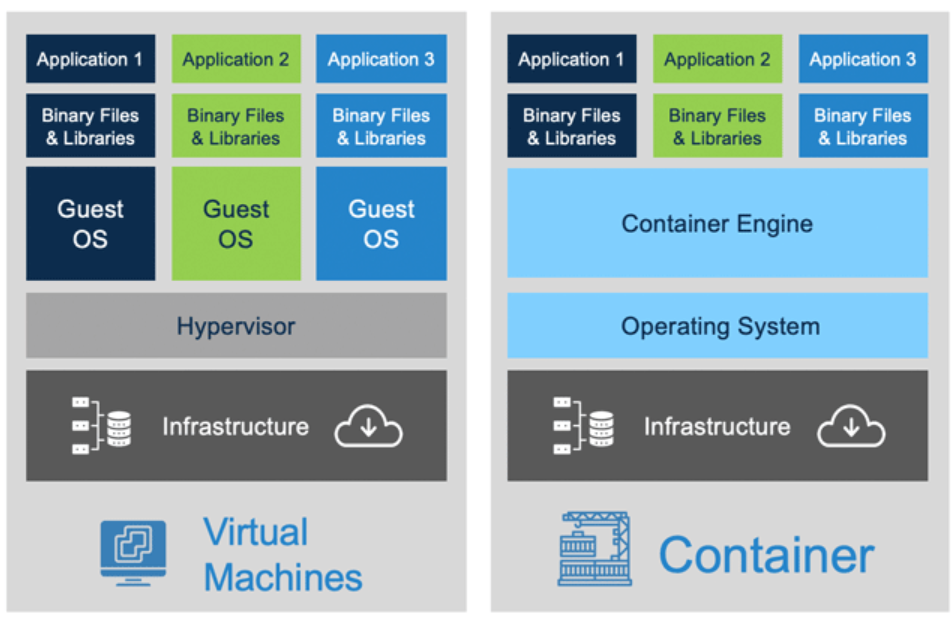 Application 1
Application 2
Application 3
Binary Files
& Libraries
Binary Files
& Libraries
Binary Files
& Libraries
Guest
OS
Guest
OS
Guest
OS
Hypervisor
Infrastructure
Virtual
Machines
Application 1
Application 2
Application 3
Binary Files
& Libraries
Binary Files
& Libraries
Binary Files
& Libraries
Container Engine
Operating System
Infrastructure
Container